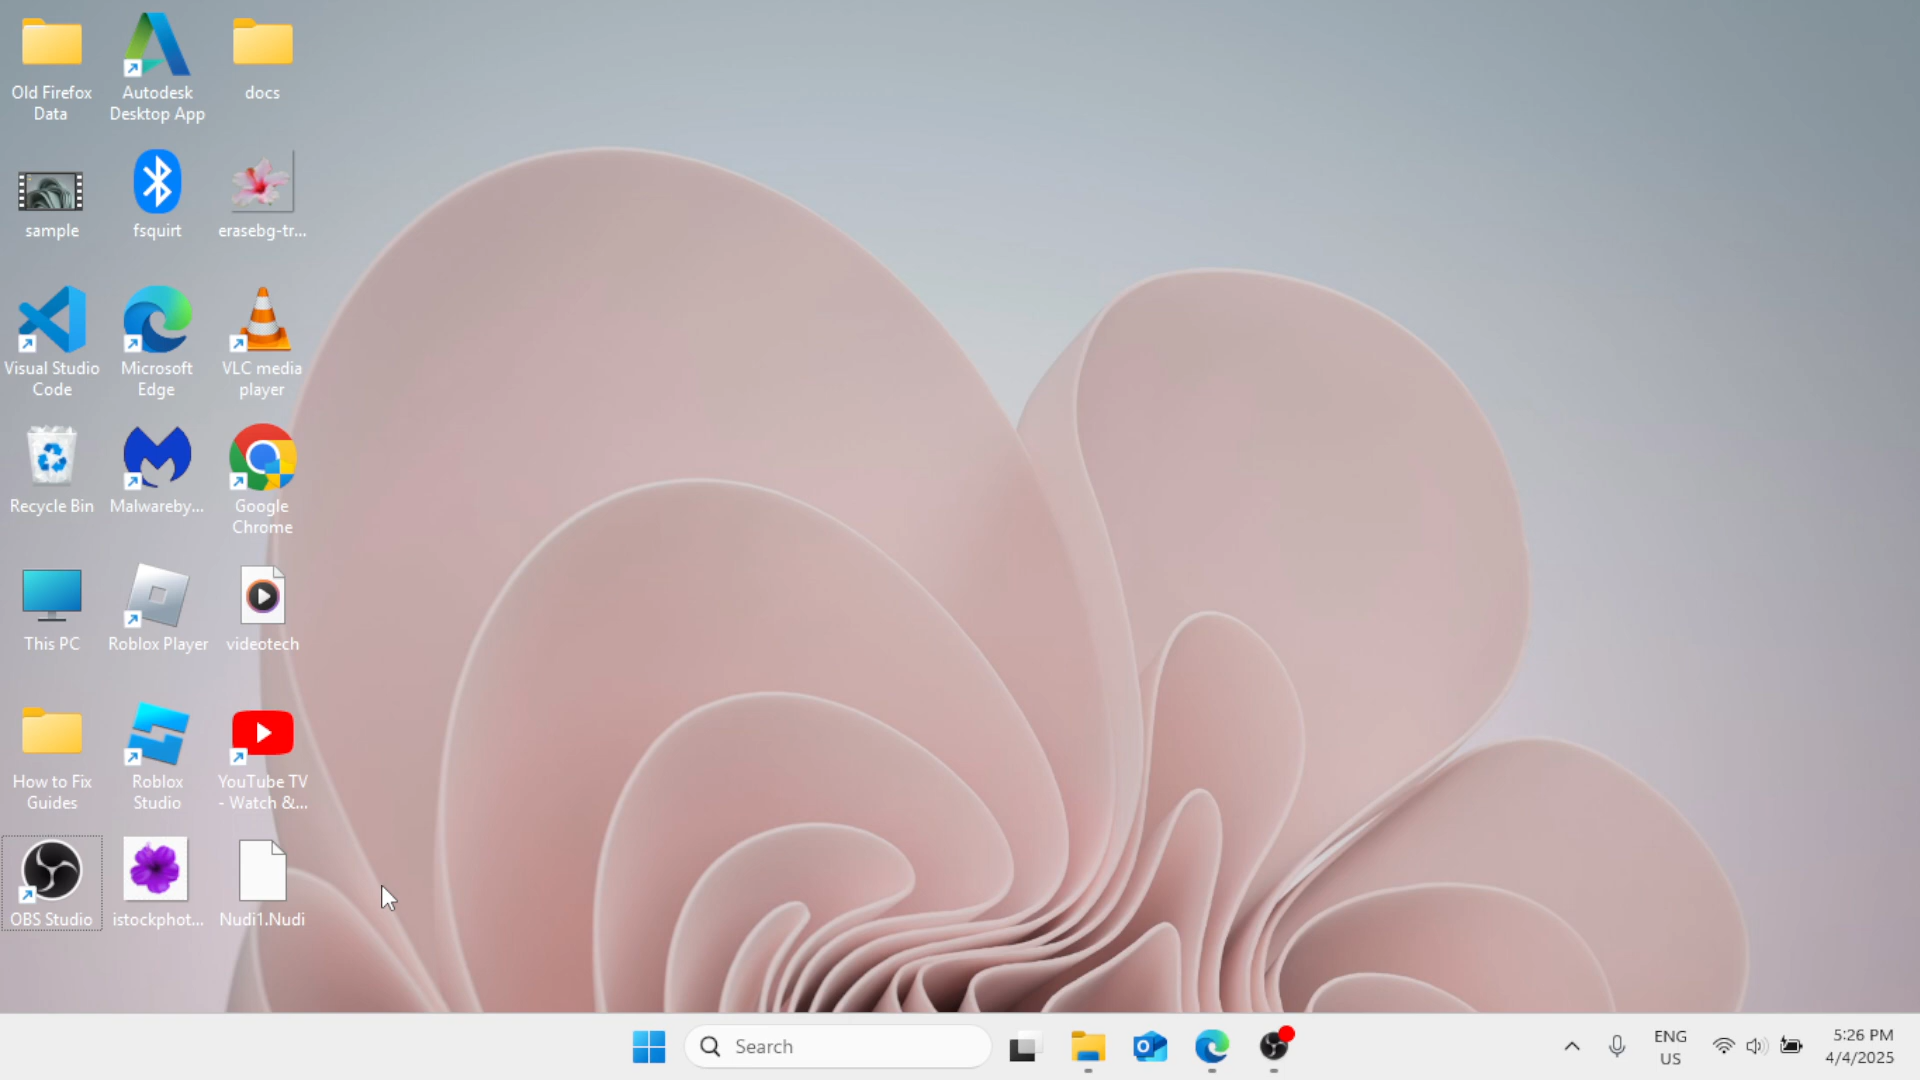 Old Firefox
Data
Autodesk
Desktop App
docs
sample
fsquirt
erasebg-tr...
Visual Studio
Code
Microsoft
Edge
VLC media
player
Recycle Bin
Malwareby...
Google
Chrome
This PC
Roblox Player
videotech
How to Fix
Guides
Roblox
Studio
YouTube TV
- Watch &...
OBS Studio
istockphot...
Nudi1.Nudi
Search
ENG
US
5:26 PM
4/4/2025